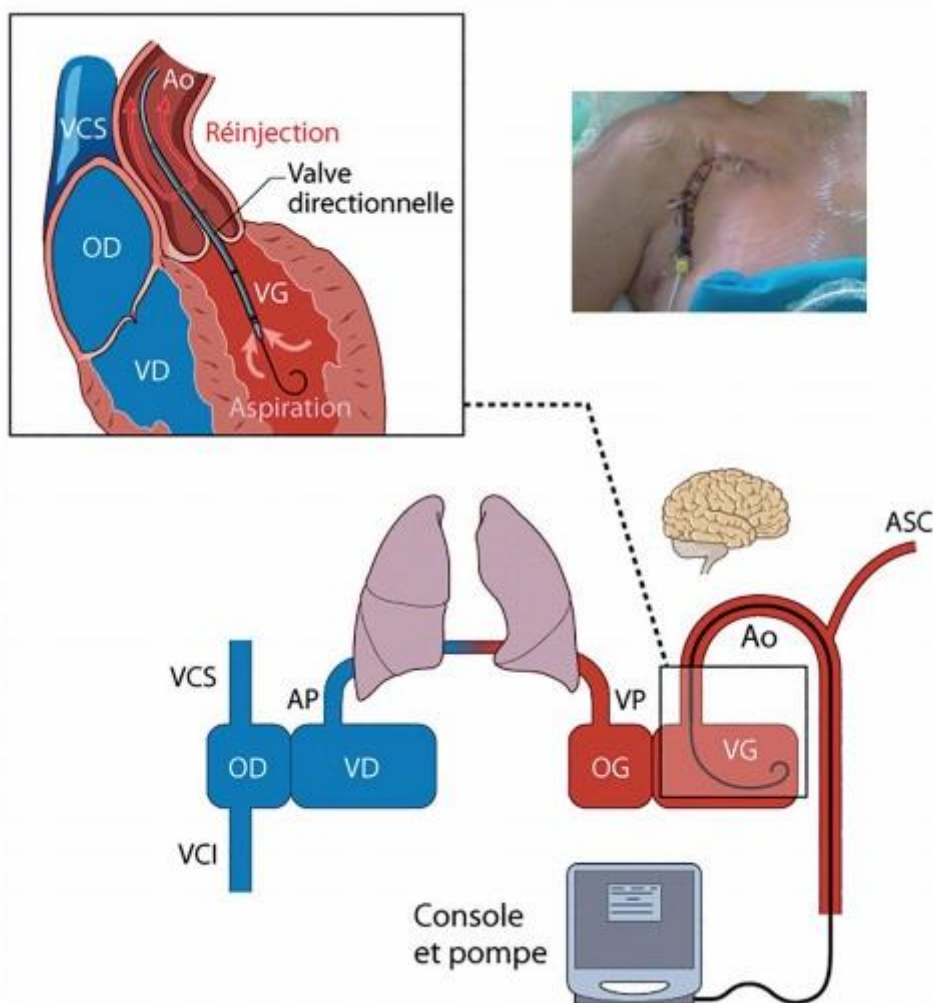 Ao
VCS
Réinjection
Valve
directionnelle
OD
VG
VD
Aspiration
ASC
Ao
VCS
AP
VP
OD
VD
OG
VG
VCI
Console
et pompe